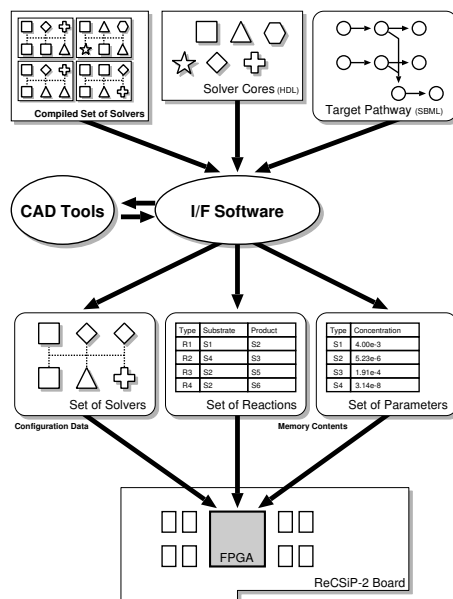 Compiled Set of Solvers
Solver Cores (HDL)
Target Pathway (SBML)
CAD Tools
I/F Software
Set of Solvers
Type Substrate Product
R1 S1 S2
R2 S4 S3
R3 S2 S5
R4 S2 S6
Set of Reactions
Type Concentration
S1 4.00e-3
S2 5.23e-6
S3 1.91e-4
S4 3.14e-8
Set of Parameters
Configuration Data
Memory Contents
FPGA
ReCSiP-2 Board